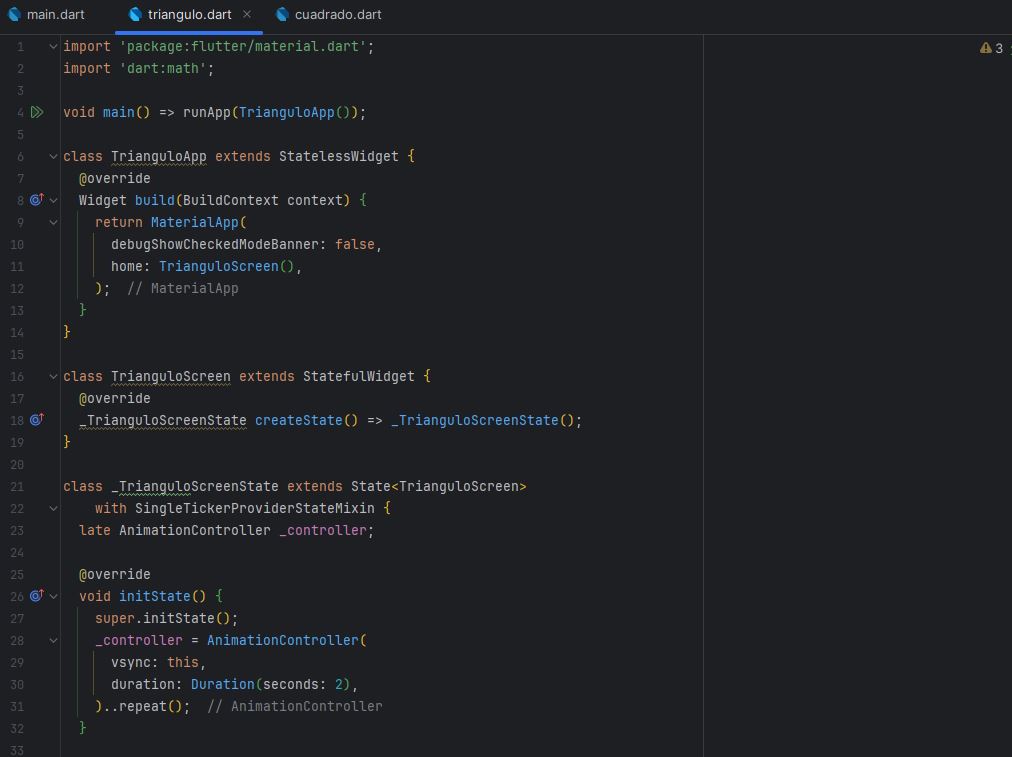 main.dart triangulo.dart cuadrado.dart
3
1 import 'package:flutter/material.dart';
2 import 'dart:math';
3
4 void main() => runApp(TrianguloApp());
5
6 class TrianguloApp extends StatelessWidget {
7   @override
8   Widget build(BuildContext context) {
9     return MaterialApp(
10       debugShowCheckedModeBanner: false,
11       home: TrianguloScreen(),
12     );  // MaterialApp
13   }
14 }
15
16 class TrianguloScreen extends StatefulWidget {
17   @override
18   _TrianguloScreenState createState() => _TrianguloScreenState();
19 }
20
21 class _TrianguloScreenState extends State<TrianguloScreen>
22     with SingleTickerProviderStateMixin {
23   late AnimationController _controller;
24
25   @override
26   void initState() {
27     super.initState();
28     _controller = AnimationController(
29       vsync: this,
30       duration: Duration(seconds: 2),
31     )..repeat();  // AnimationController
32   }
33